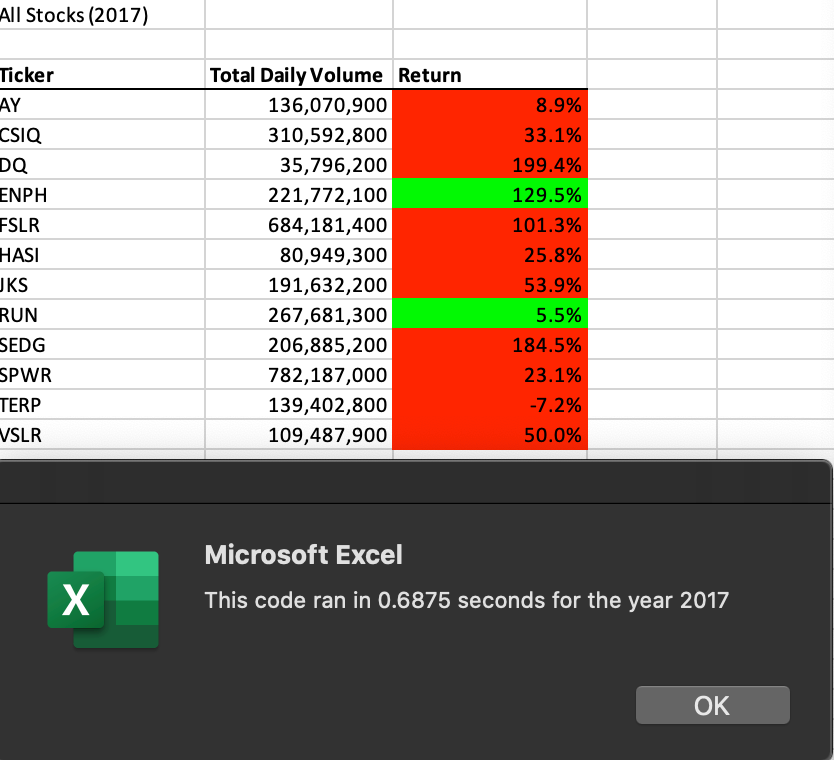 All Stocks (2017)
Ticker Total Daily Volume Return
AY 136,070,900 8.9%
CSIQ 310,592,800 33.1%
DQ 35,796,200 199.4%
ENPH 221,772,100 129.5%
FSLR 684,181,400 101.3%
HASI 80,949,300 25.8%
JKS 191,632,200 53.9%
RUN 267,681,300 5.5%
SEDG 206,885,200 184.5%
SPWR 782,187,000 23.1%
TERP 139,402,800 -7.2%
VSLR 109,487,900 50.0%
X
Microsoft Excel
This code ran in 0.6875 seconds for the year 2017
OK